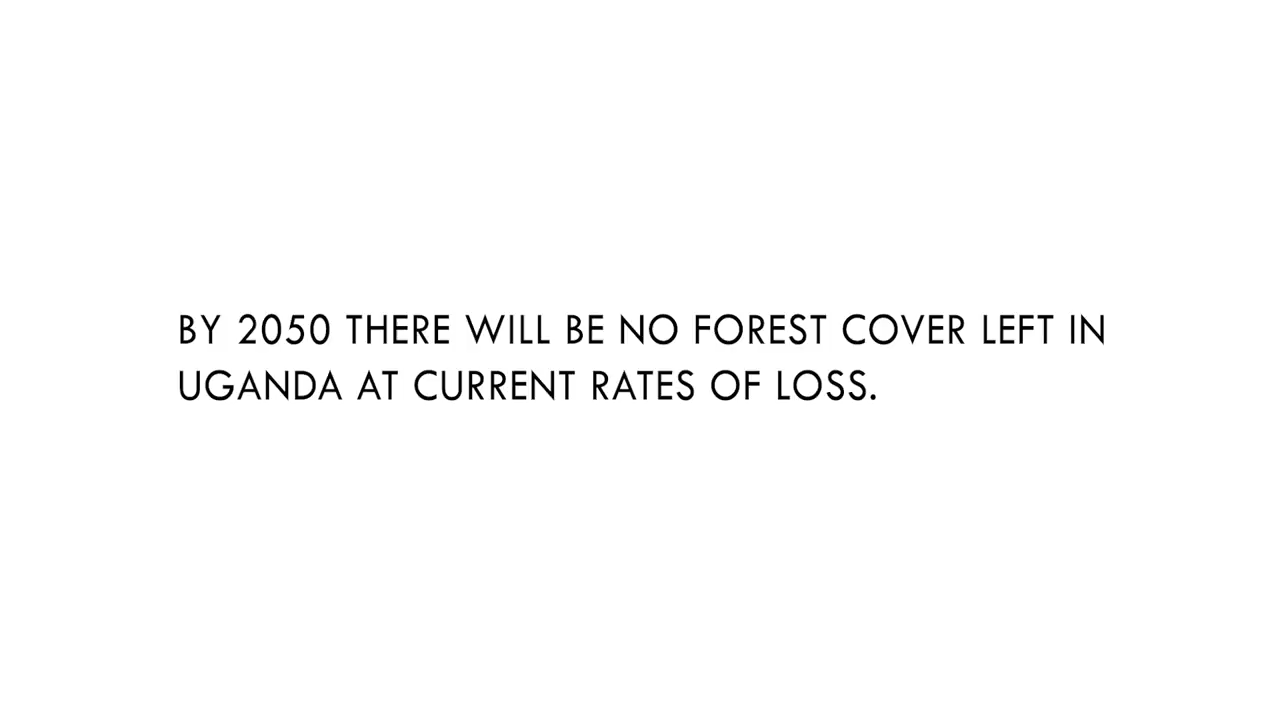 BY 2050 THERE WILL BE NO FOREST COVER LEFT IN
UGANDA AT CURRENT RATES OF LOSS.